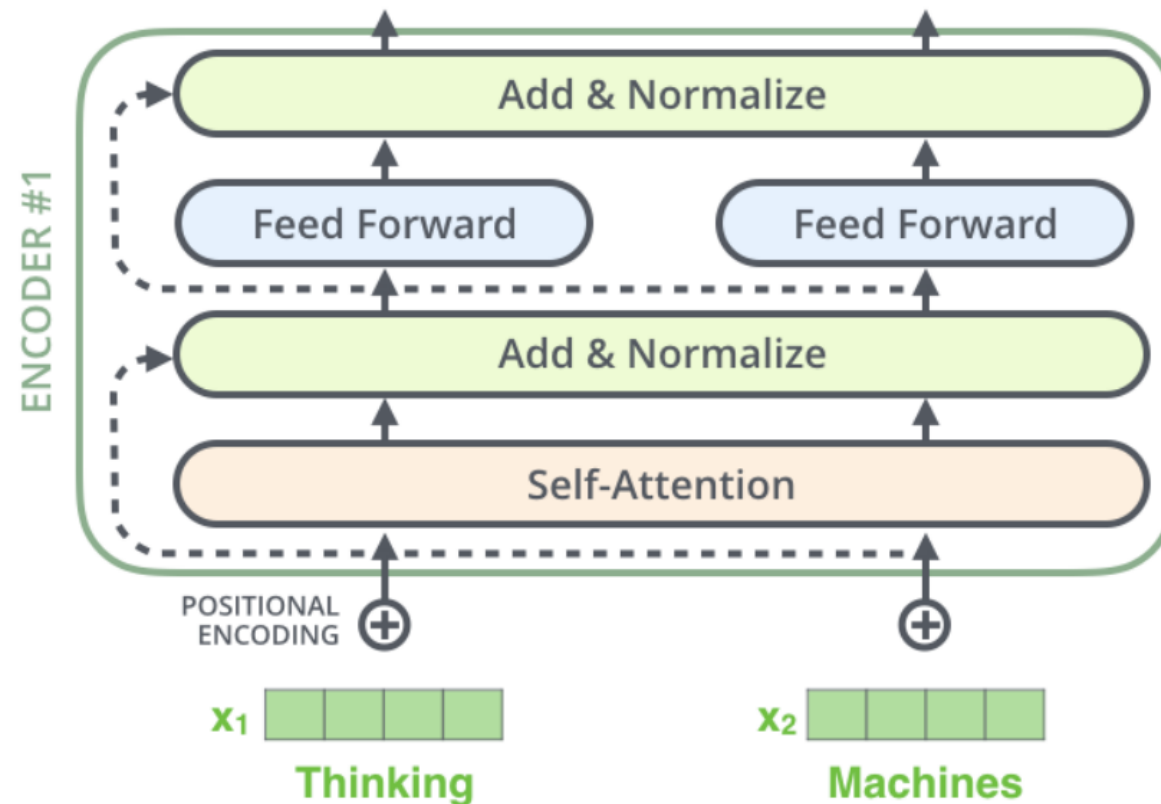 ENCODER #1
Add & Normalize
Feed Forward
Feed Forward
Add & Normalize
Self-Attention
POSITIONAL
ENCODING
x₁
x₂
Thinking
Machines